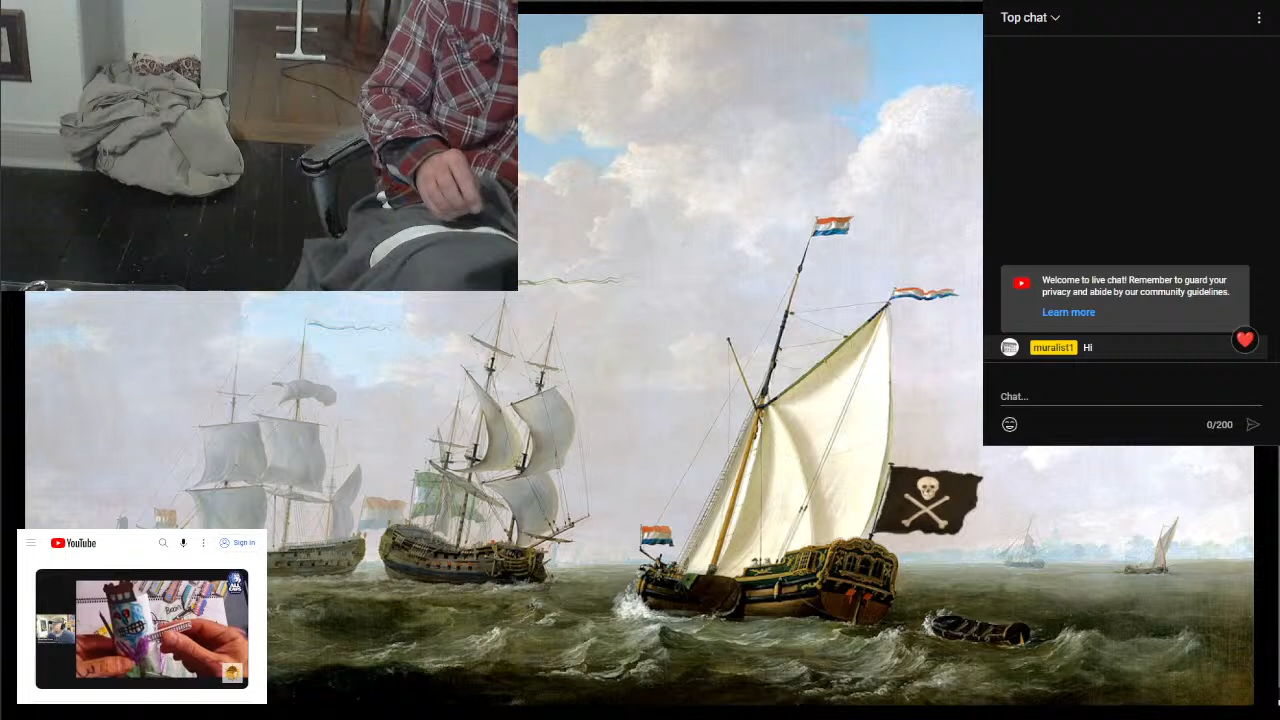 Top chat
Welcome to live chat! Remember to guard your
privacy and abide by our community guidelines.
Learn more
muralist1 Hi
Chat...
0/200
YouTube
Sign in